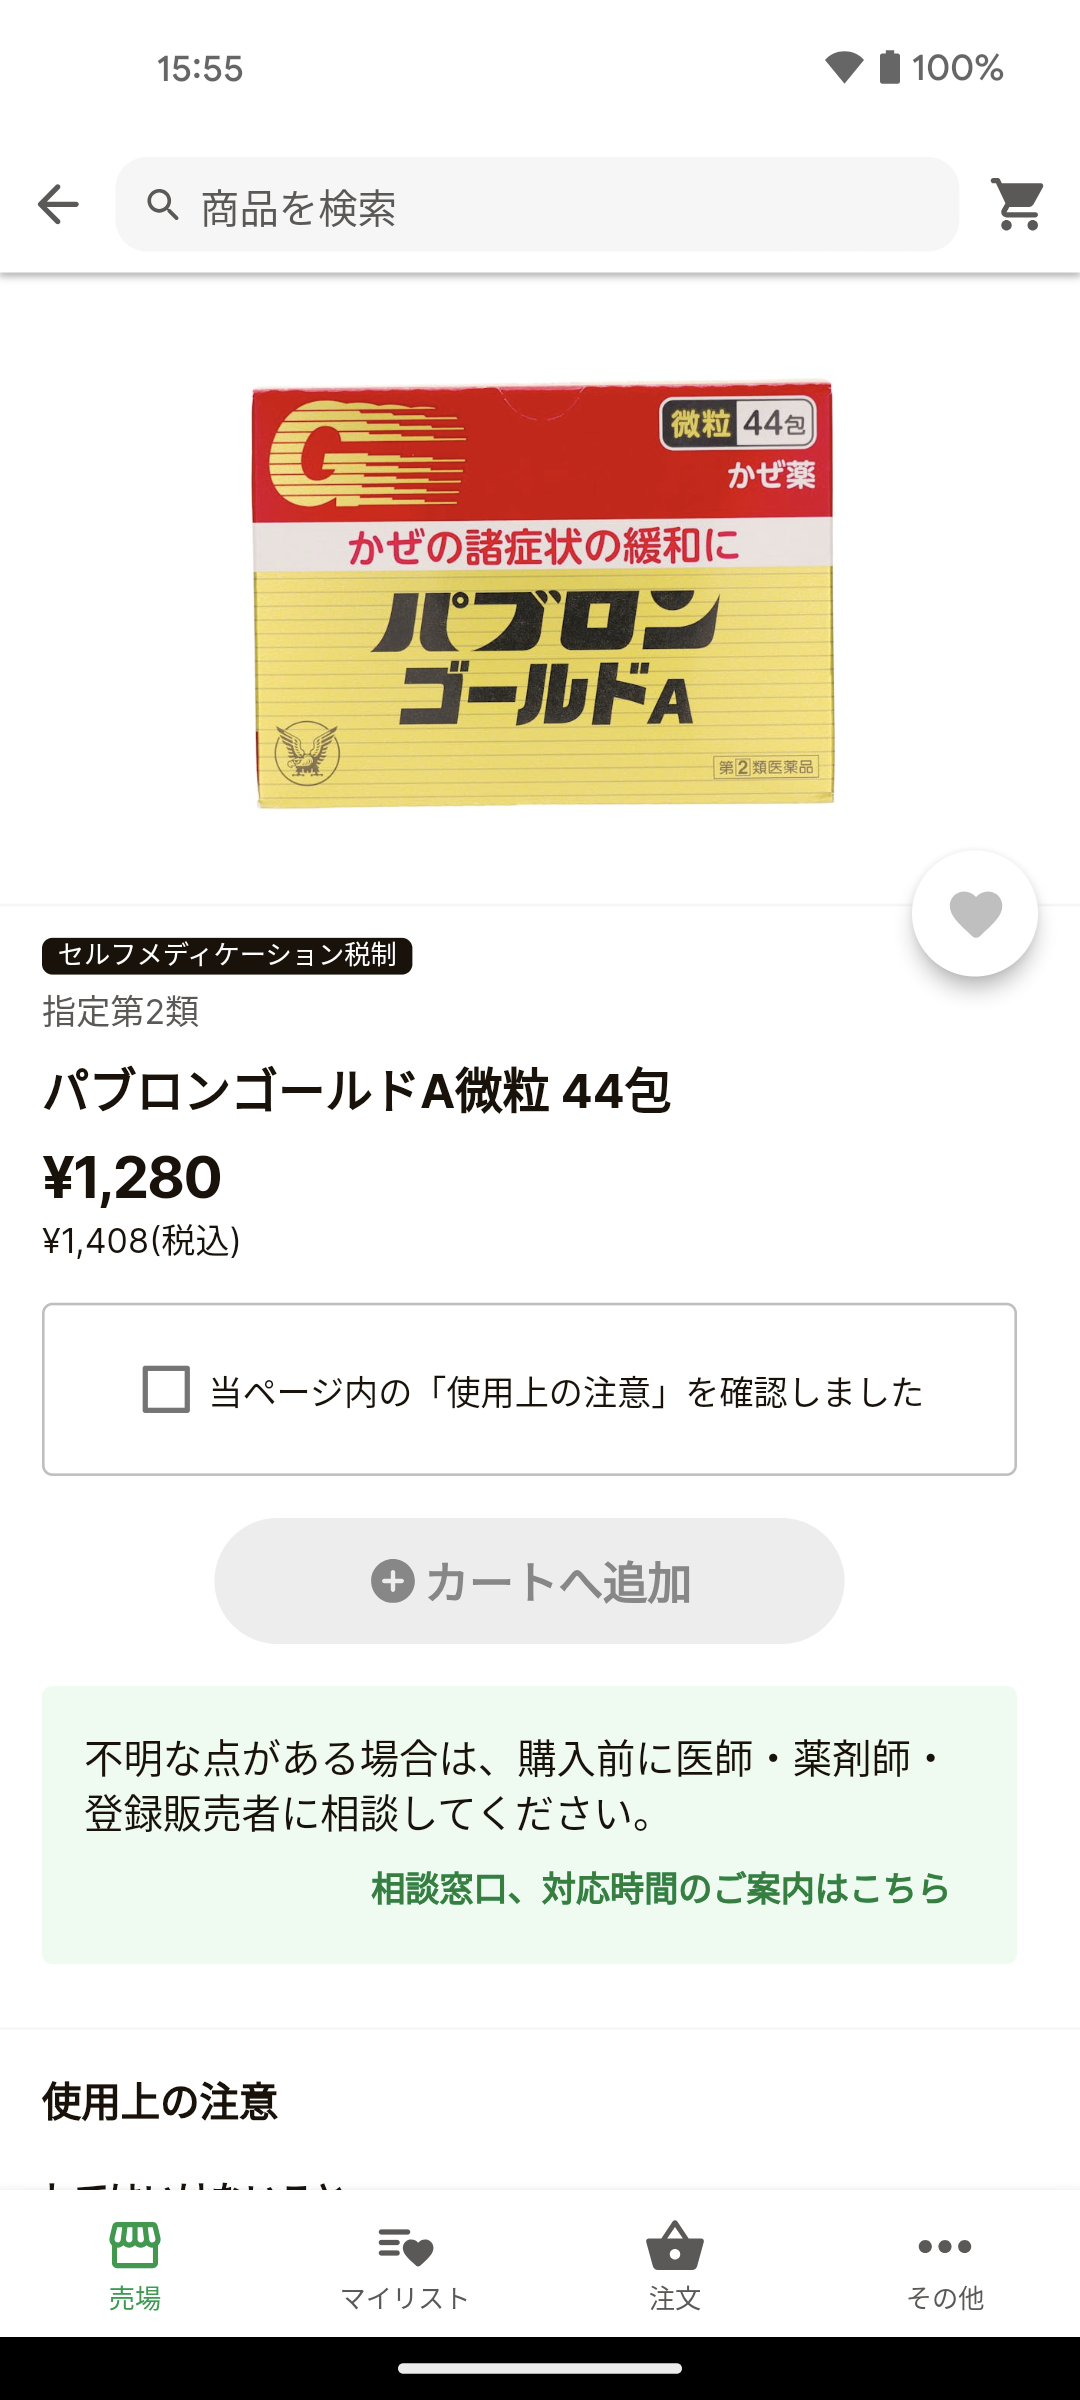 15:55
100%
商品を検索
微粒 44包
かぜ薬
かぜの諸症状の緩和に
パブロン
ゴールドA
第②類医薬品
セルフメディケーション税制
指定第2類
パブロンゴールドA微粒 44包
¥1,280
¥1,408(税込)
当ページ内の「使用上の注意」を確認しました
カートへ追加
不明な点がある場合は、購入前に医師・薬剤師・
登録販売者に相談してください。
相談窓口、対応時間のご案内はこちら
使用上の注意
売場
マイリスト
注文
その他